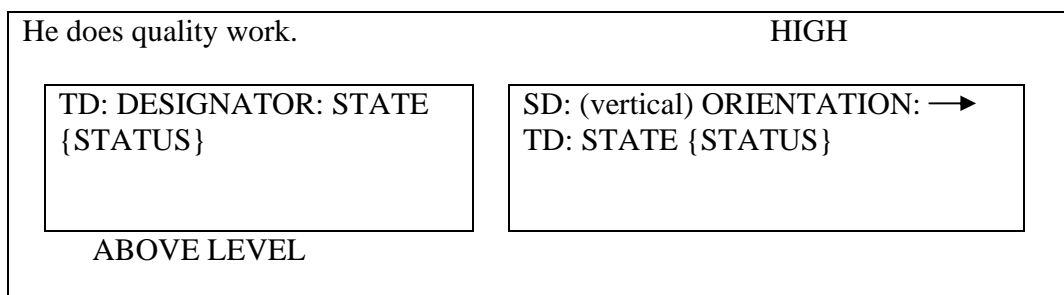 He does quality work. HIGH
TD: DESIGNATOR: STATE
{STATUS}
SD: (vertical) ORIENTATION: →
TD: STATE {STATUS}
ABOVE LEVEL